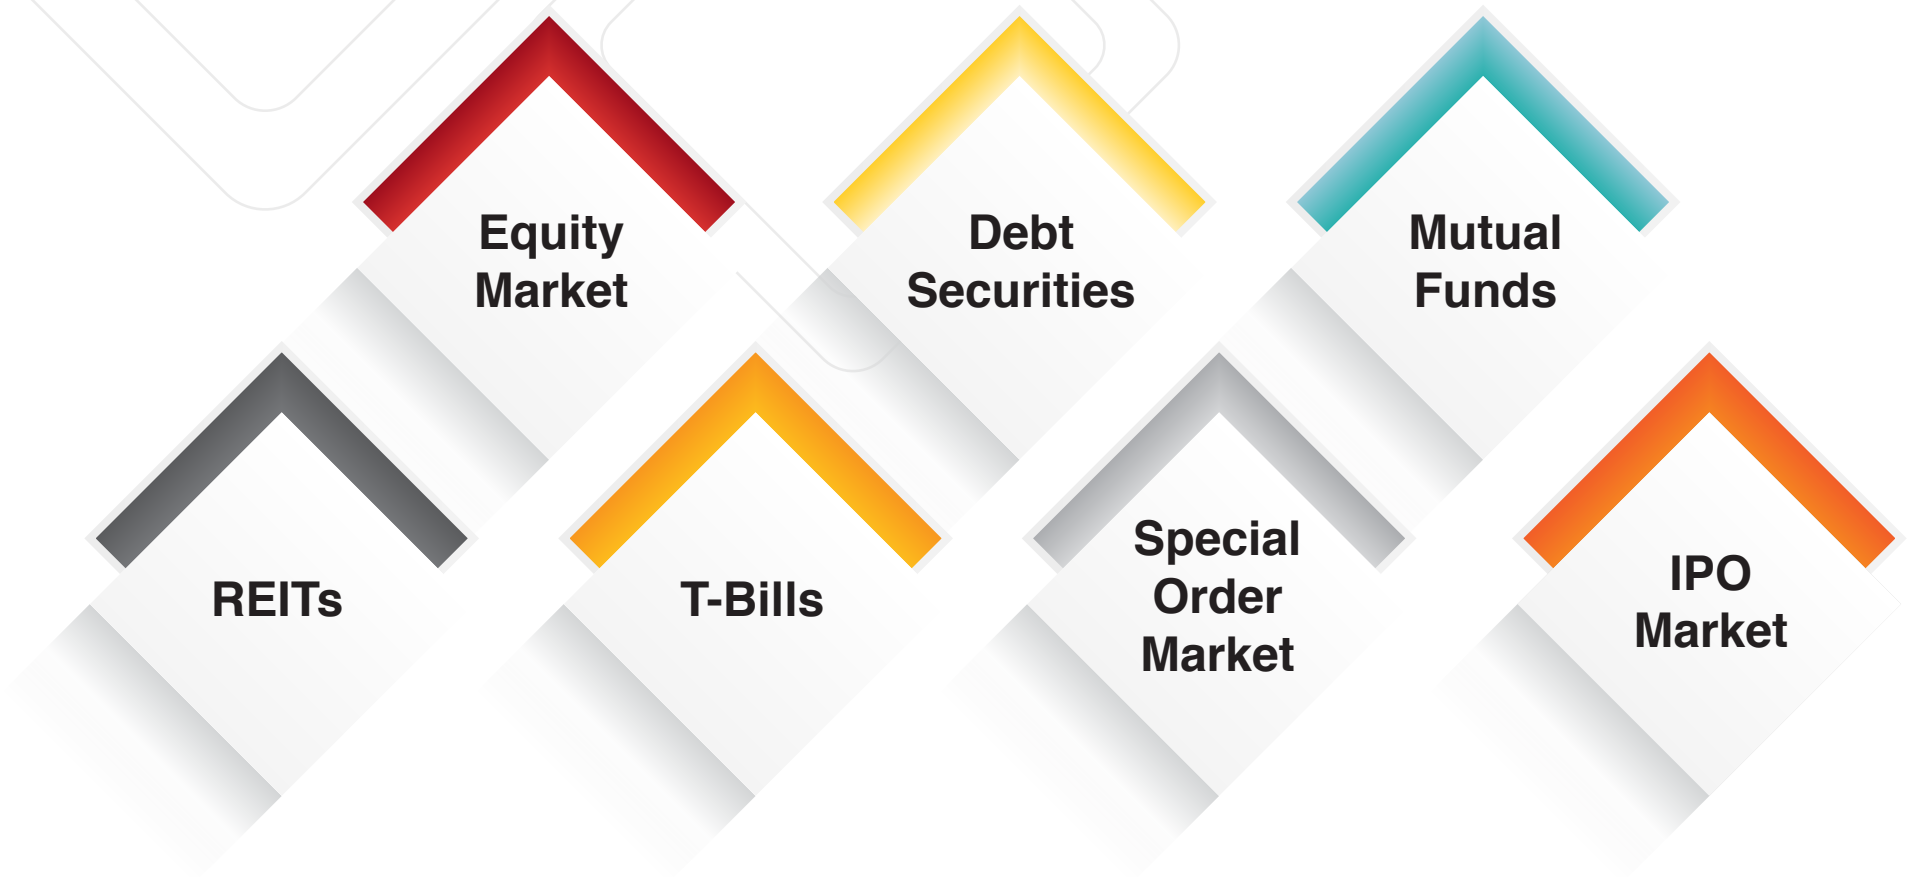 Equity
Market
Debt
Securities
Mutual
Funds
REITs
T-Bills
Special
Order
Market
IPO
Market